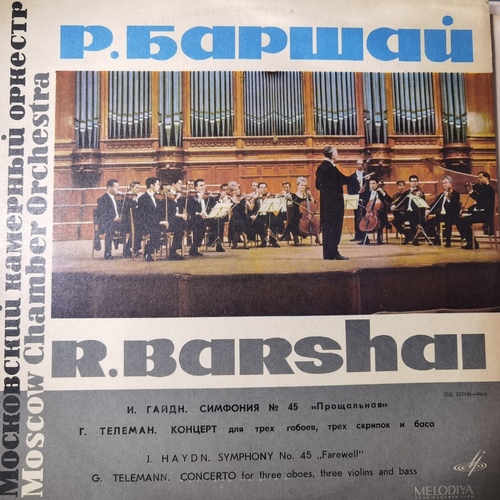 Р. Баршай
Московский камерный оркестр
Moscow Chamber Orchestra
R. Barshai
И. ГАЙДН. СИМФОНИЯ № 45 «Прощальная»
Г. ТЕЛЕМАН. КОНЦЕРТ для трех гобоев, трех скрипок и баса
J. HAYDN. SYMPHONY No. 45 „Farewell"
G. TELEMANN. CONCERTO for three oboes, three violins and bass
MELODIYA